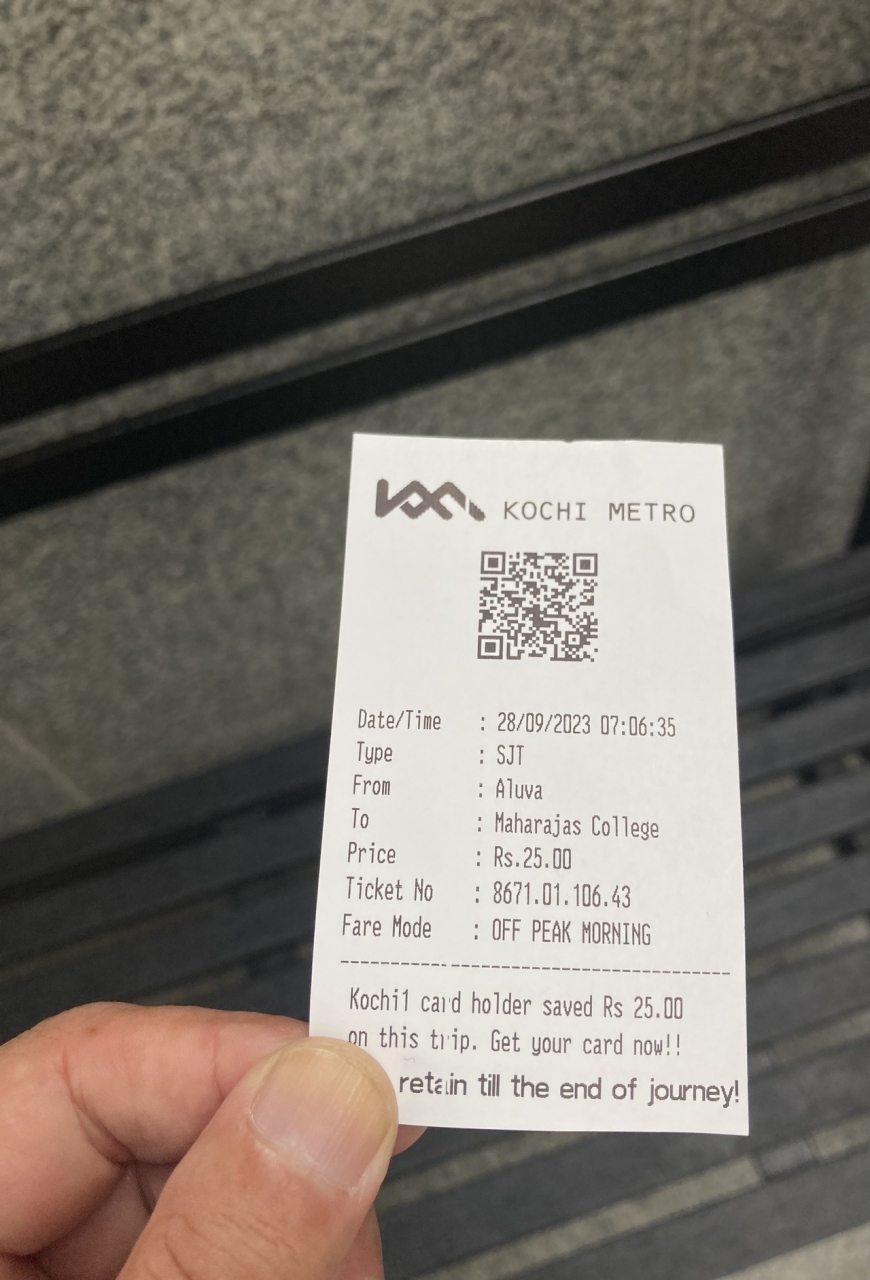 KOCHI METRO
Date/Time : 28/09/2023 07:06:35
Type : SJT
From : Aluva
To : Maharajas College
Price : Rs.25.00
Ticket No : 8671.01.106.43
Fare Mode : OFF PEAK MORNING
Kochi1 card holder saved Rs 25.00
on this trip. Get your card now!!
retain till the end of journey!